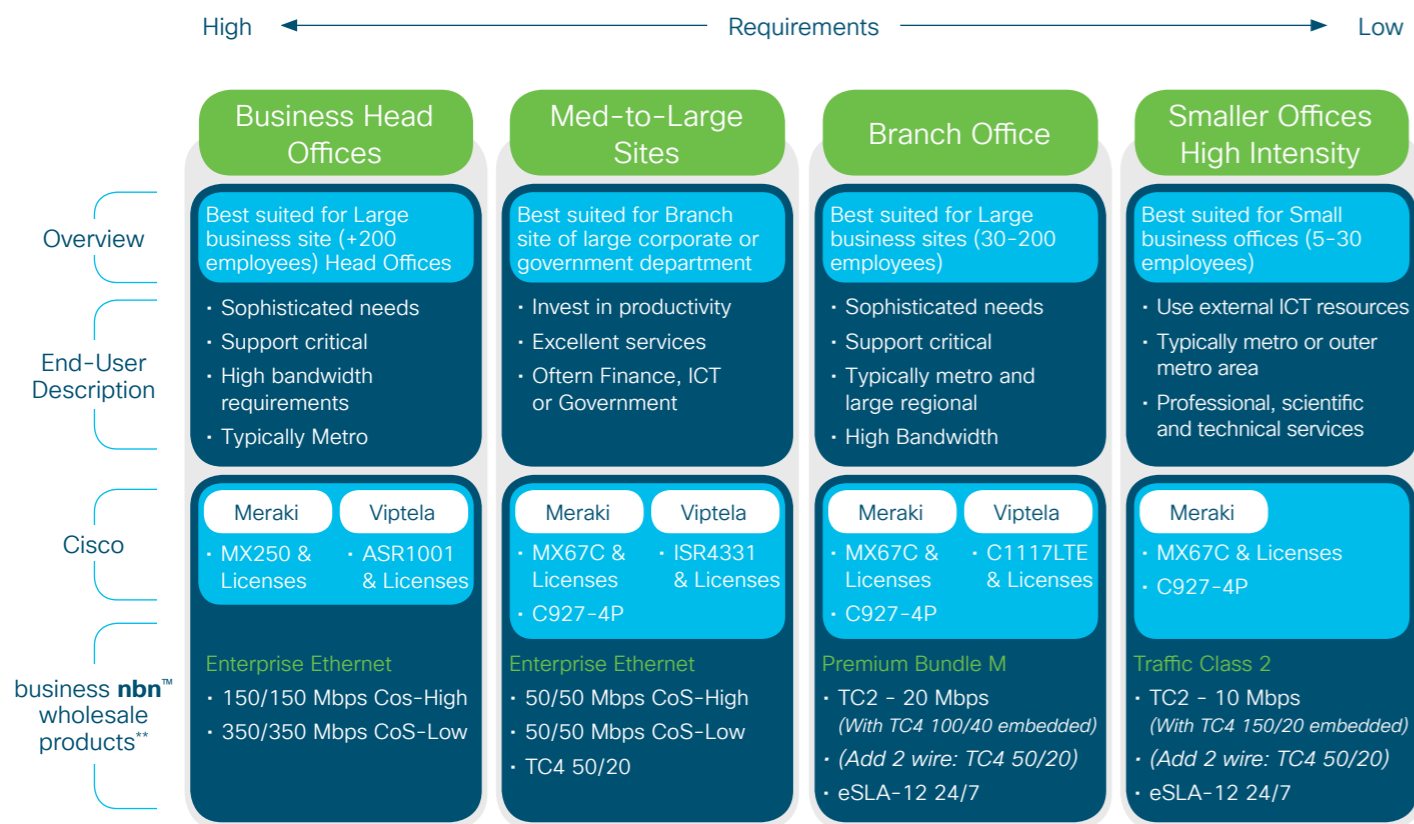 High
Requirements
Low
Business Head
Offices
Med-to-Large
Sites
Branch Office
Smaller Offices
High Intensity
Overview
Best suited for Large
business site (+200
employees) Head Offices
Best suited for Branch
site of large corporate or
government department
Best suited for Large
business sites (30-200
employees)
Best suited for Small
business offices (5-30
employees)
End-User
Description
· Sophisticated needs
· Support critical
· High bandwidth
requirements
· Typically Metro
· Invest in productivity
· Excellent services
· Oftern Finance, ICT
or Government
· Sophisticated needs
· Support critical
· Typically metro and
large regional
· High Bandwidth
· Use external ICT resources
· Typically metro or outer
metro area
· Professional, scientific
and technical services
Cisco
Meraki
· MX250 &
Licenses
Viptela
· ASR1001
& Licenses
Meraki
· MX67C &
Licenses
· C927-4P
Viptela
· ISR4331
& Licenses
Meraki
· MX67C &
Licenses
· C927-4P
Viptela
· C1117LTE
& Licenses
Meraki
· MX67C & Licenses
· C927-4P
business nbn™
wholesale
products**
Enterprise Ethernet
· 150/150 Mbps Cos-High
· 350/350 Mbps CoS-Low
Enterprise Ethernet
· 50/50 Mbps CoS-High
· 50/50 Mbps CoS-Low
· TC4 50/20
Premium Bundle M
· TC2 - 20 Mbps
(With TC4 100/40 embedded)
· (Add 2 wire: TC4 50/20)
· eSLA-12 24/7
Traffic Class 2
· TC2 - 10 Mbps
(With TC4 150/20 embedded)
· (Add 2 wire: TC4 50/20)
· eSLA-12 24/7